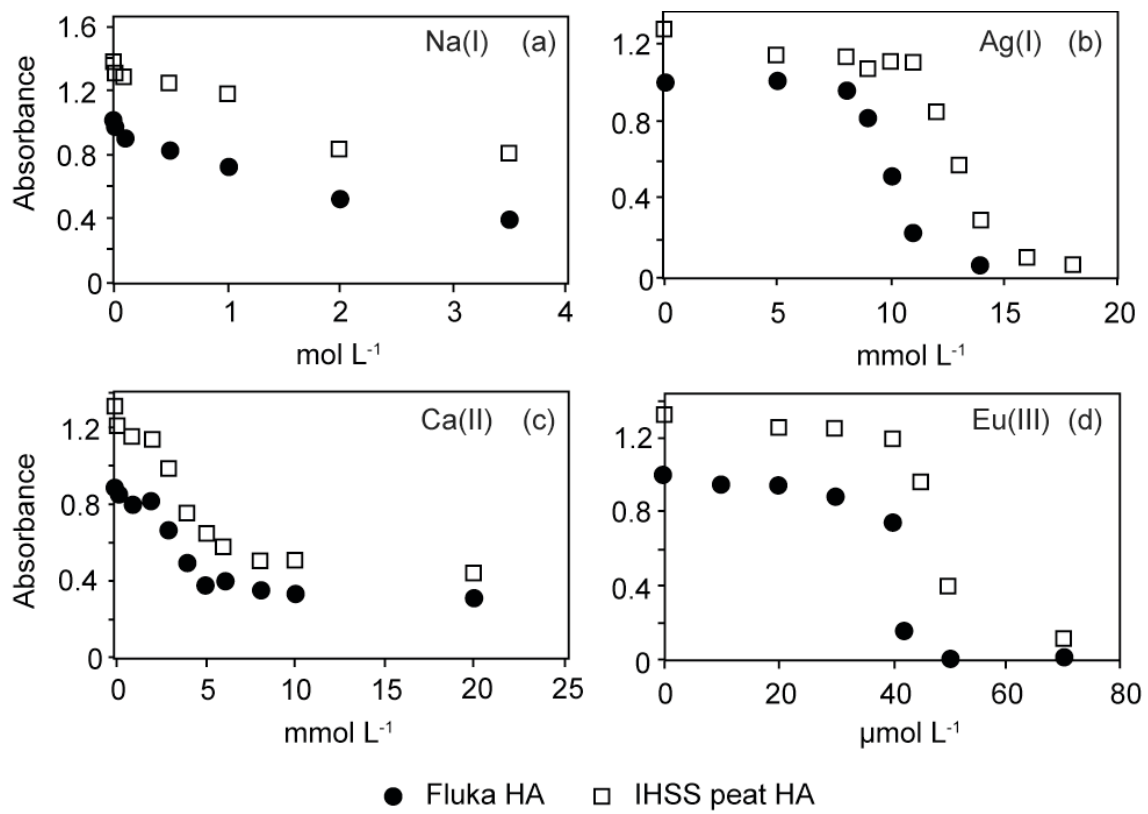 Na(I) (a)
Absorbance
1.6
1.2
0.8
0.4
0
0 1 2 3 4
mol L-1
Ag(I) (b)
1.2
0.8
0.4
0
0 5 10 15 20
mmol L-1
Ca(II) (c)
Absorbance
1.2
0.8
0.4
0
0 5 10 15 20 25
mmol L-1
Eu(III) (d)
1.2
0.8
0.4
0
0 20 40 60 80
µmol L-1
Fluka HA IHSS peat HA